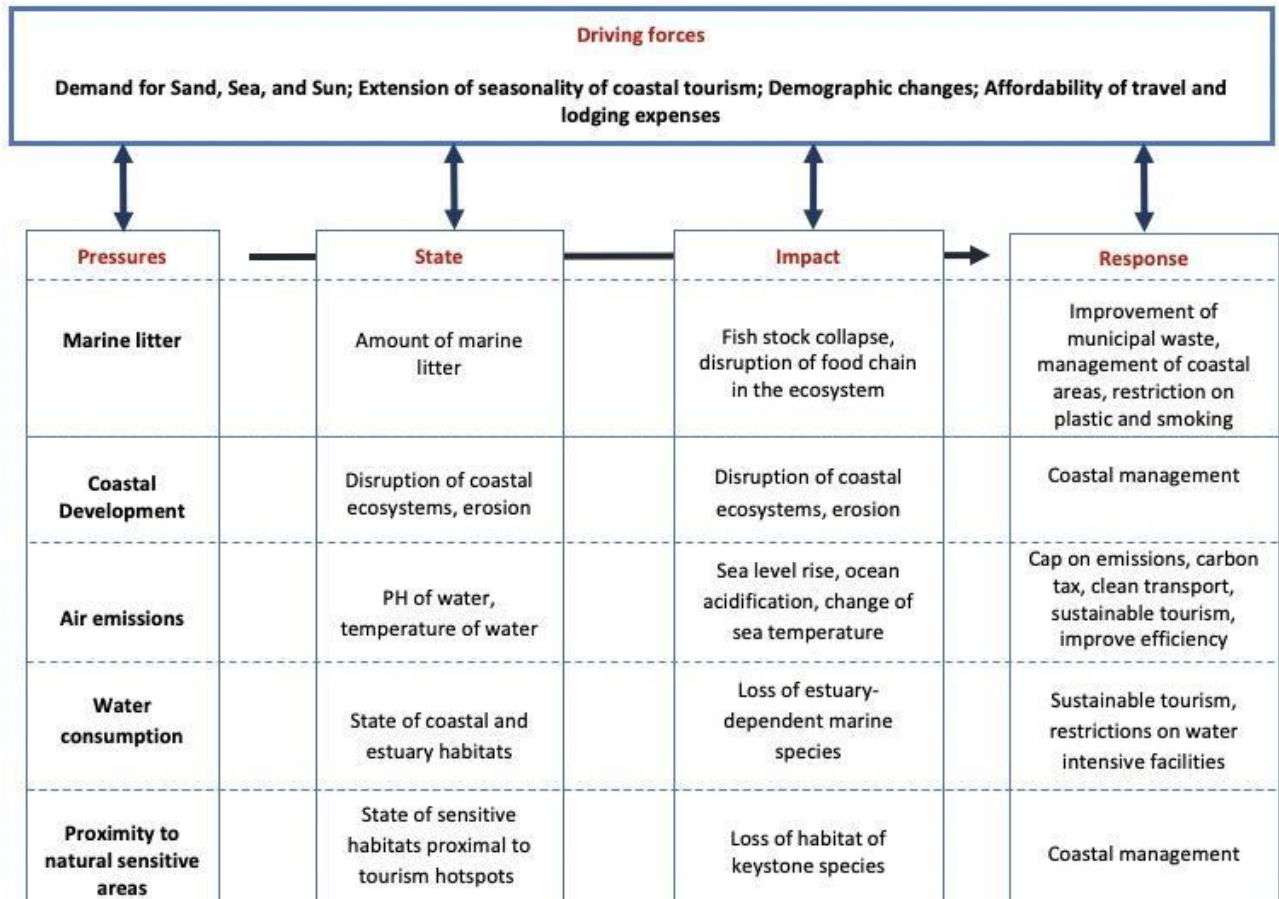 Driving forces
Demand for Sand, Sea, and Sun; Extension of seasonality of coastal tourism; Demographic changes; Affordability of travel and
lodging expenses
Pressures
State
Impact
Response
Marine litter
Amount of marine
litter
Fish stock collapse,
disruption of food chain
in the ecosystem
Improvement of
municipal waste,
management of coastal
areas, restriction on
plastic and smoking
Coastal
Development
Disruption of coastal
ecosystems, erosion
Disruption of coastal
ecosystems, erosion
Coastal management
Air emissions
PH of water,
temperature of water
Sea level rise, ocean
acidification, change of
sea temperature
Cap on emissions, carbon
tax, clean transport,
sustainable tourism,
improve efficiency
Water
consumption
State of coastal and
estuary habitats
Loss of estuary-
dependent marine
species
Sustainable tourism,
restrictions on water
intensive facilities
Proximity to
natural sensitive
areas
State of sensitive
habitats proximal to
tourism hotspots
Loss of habitat of
keystone species
Coastal management